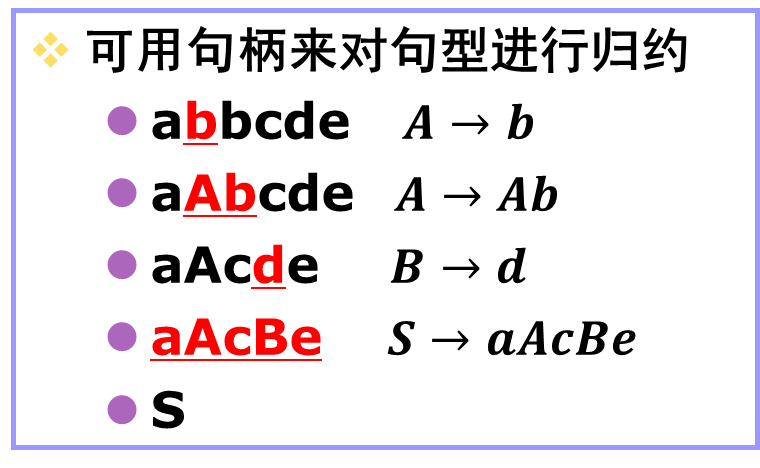 可用句柄来对句型进行归约
abbcde A → b
aAbcde A → Ab
aAcde B → d
aAcBe S → aAcBe
S